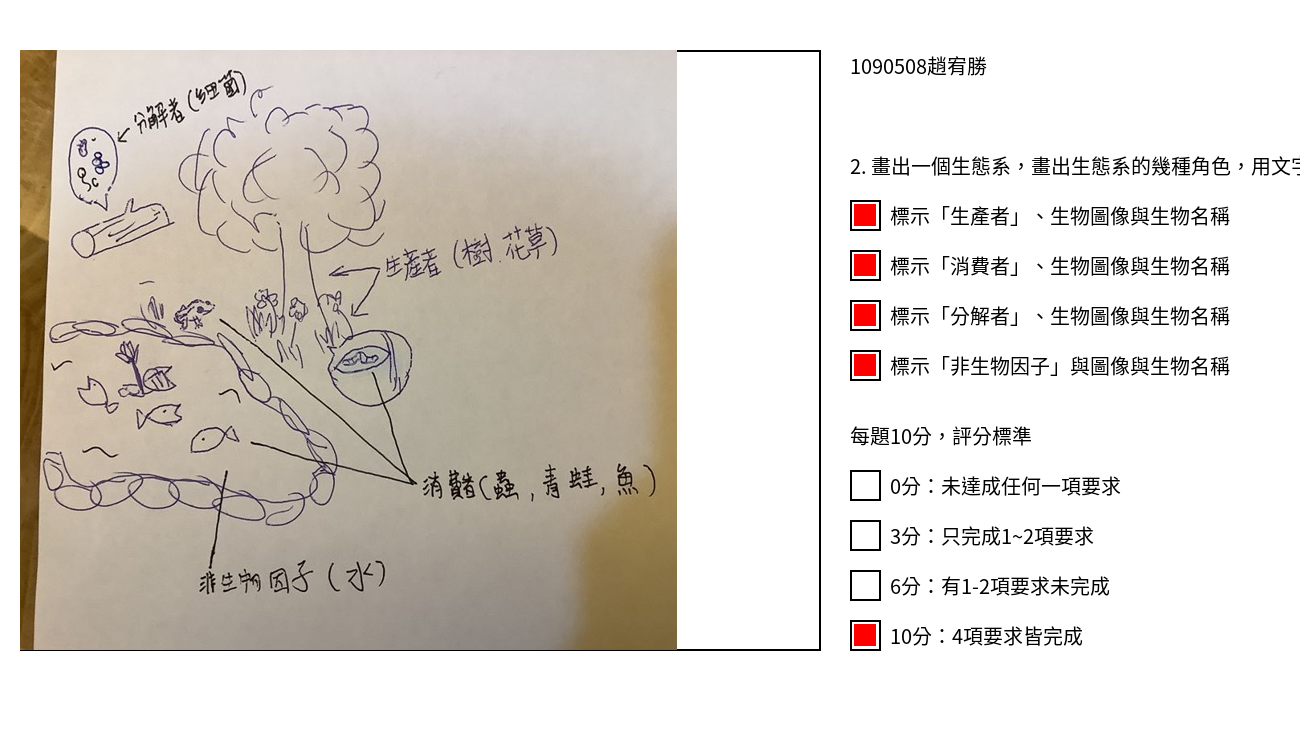 分解者(細菌)
生產者(樹.花草)
消費者(蟲,青蛙,魚)
非生物因子(水)
1090508趙宥勝
2. 畫出一個生態系，畫出生態系的幾種角色，用文字
標示「生產者」、生物圖像與生物名稱
標示「消費者」、生物圖像與生物名稱
標示「分解者」、生物圖像與生物名稱
標示「非生物因子」與圖像與生物名稱
每題10分，評分標準
0分：未達成任何一項要求
3分：只完成1~2項要求
6分：有1-2項要求未完成
10分：4項要求皆完成